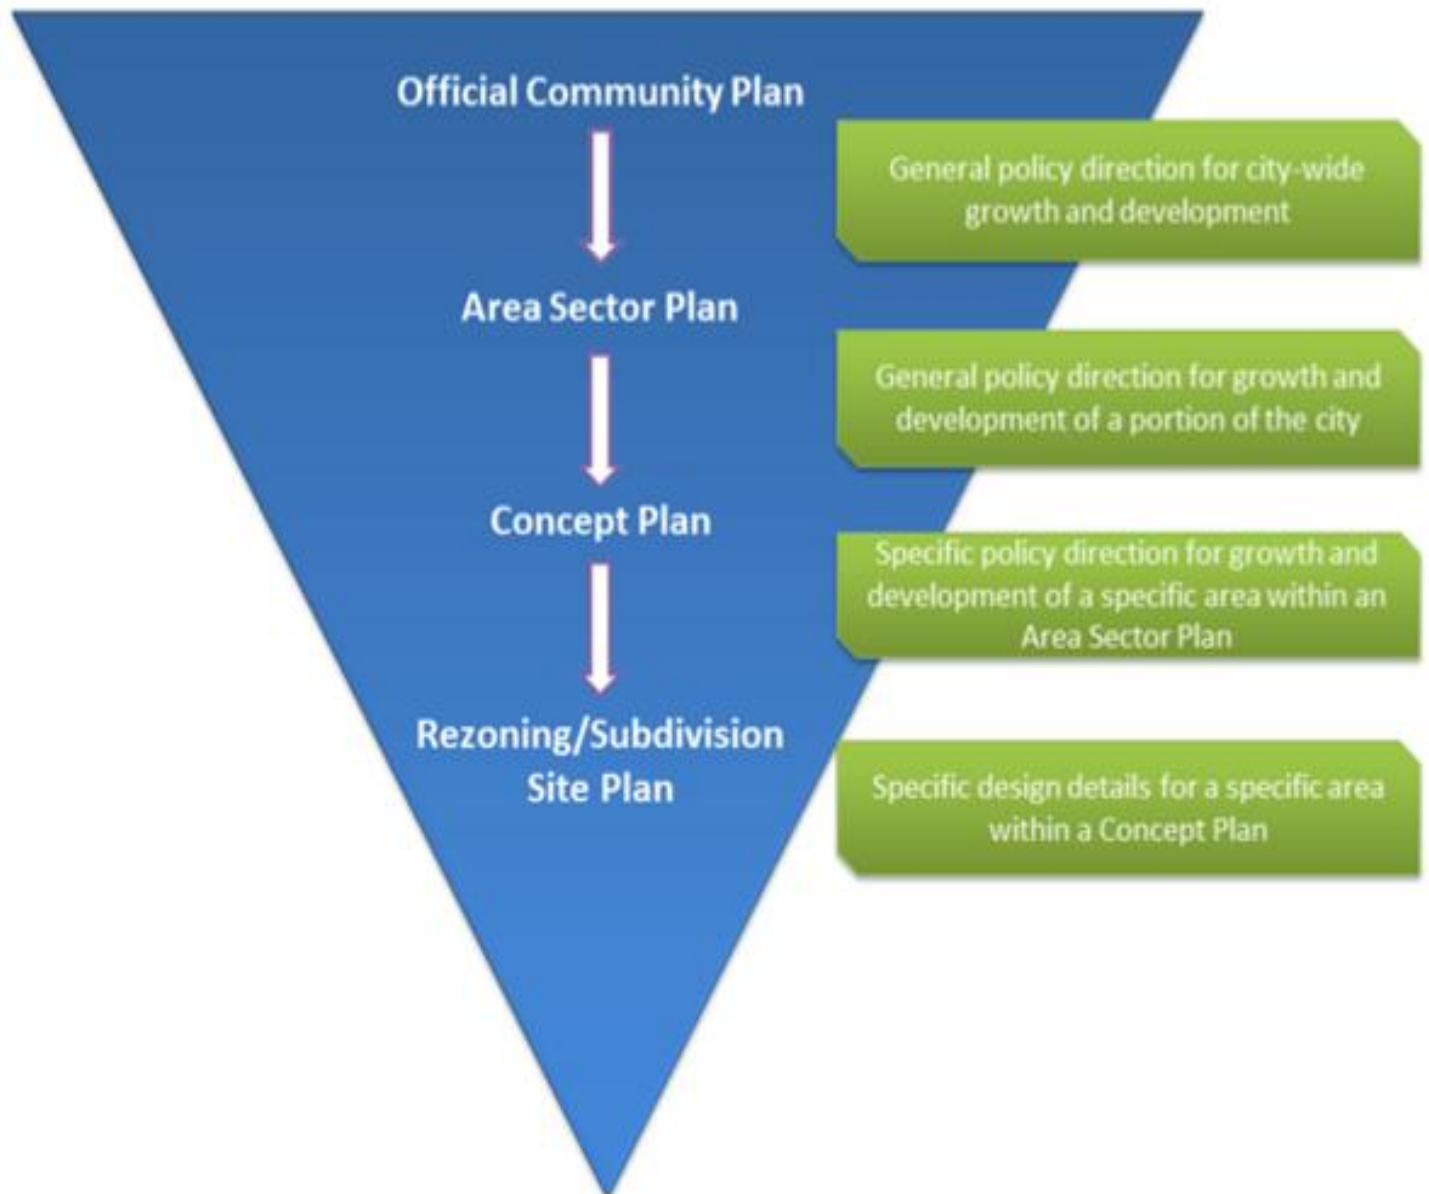 Official Community Plan
General policy direction for city-wide
growth and development
Area Sector Plan
General policy direction for growth and
development of a portion of the city
Concept Plan
Specific policy direction for growth and
development of a specific area within an
Area Sector Plan
Rezoning/Subdivision
Site Plan
Specific design details for a specific area
within a Concept Plan